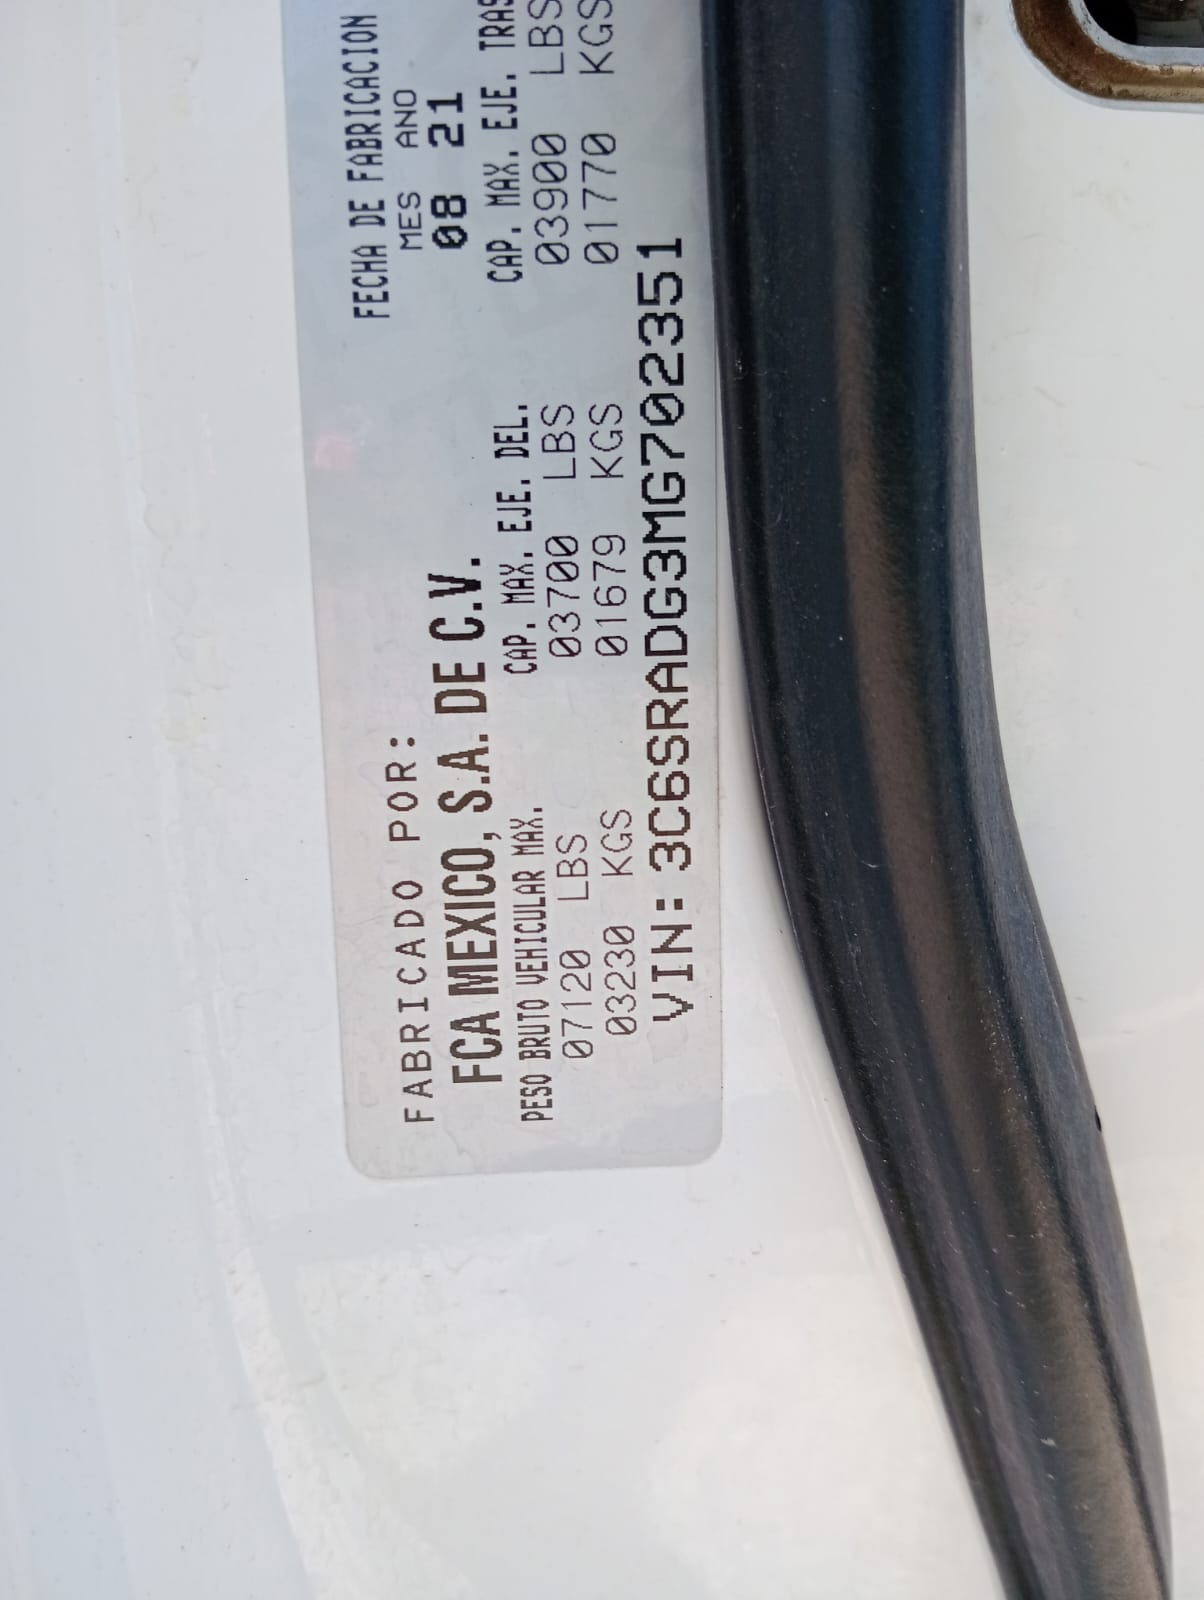 FABRICADO POR:
FECHA DE FABRICACION
MES ANO
FCA MEXICO, S.A. DE C.V.
08 21
PESO BRUTO VEHICULAR MAX.
CAP. MAX. EJE. DEL.
CAP. MAX. EJE. TRAS
07120 LBS
03700 LBS
03900 LBS
03230 KGS
01679 KGS
01770 KGS
VIN: 3C6SRADG3MG702351